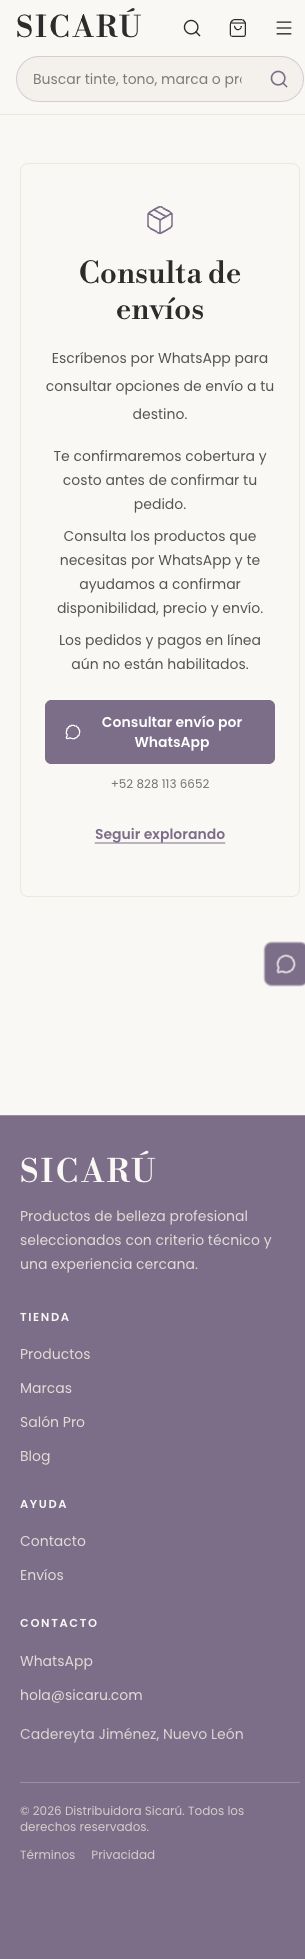 SICARÚ
Buscar tinte, tono, marca o pro
Consulta de
envíos
Escríbenos por WhatsApp para
consultar opciones de envío a tu
destino.
Te confirmaremos cobertura y
costo antes de confirmar tu
pedido.
Consulta los productos que
necesitas por WhatsApp y te
ayudamos a confirmar
disponibilidad, precio y envío.
Los pedidos y pagos en línea
aún no están habilitados.
Consultar envío por
WhatsApp
+52 828 113 6652
Seguir explorando
SICARÚ
Productos de belleza profesional
seleccionados con criterio técnico y
una experiencia cercana.
TIENDA
Productos
Marcas
Salón Pro
Blog
AYUDA
Contacto
Envíos
CONTACTO
WhatsApp
hola@sicaru.com
Cadereyta Jiménez, Nuevo León
© 2026 Distribuidora Sicarú. Todos los
derechos reservados.
Términos Privacidad